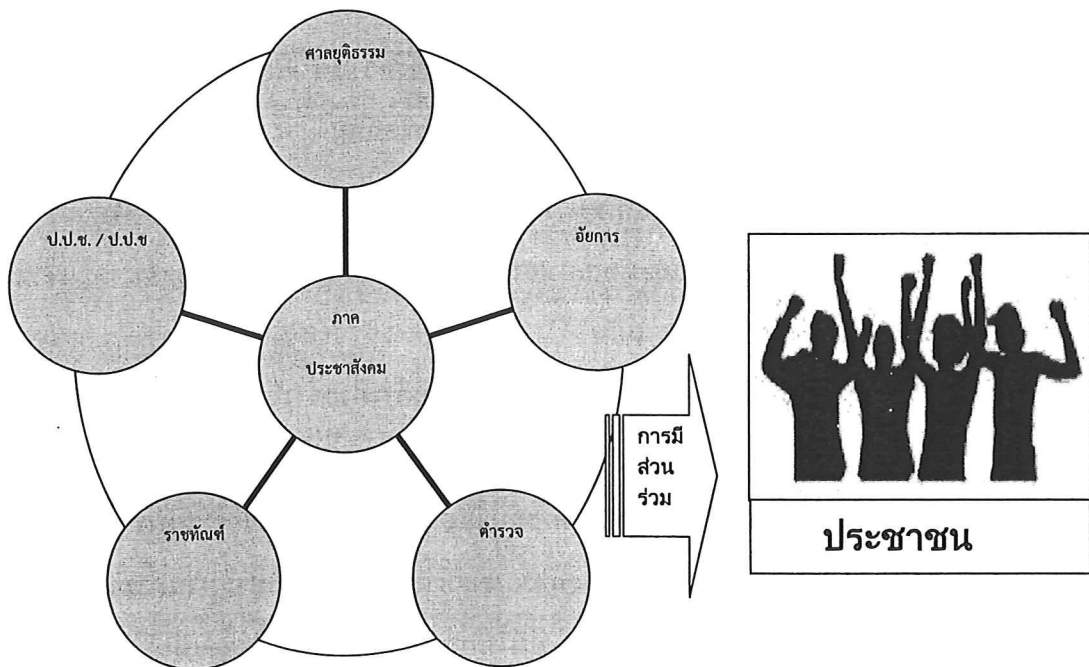 ศาลยุติธรรม
ป.ป.ช. / ป.ป.ช
อัยการ
ภาค
ประชาสังคม
การมี
ส่วน
ร่วม
ราชทัณฑ์
ตำรวจ
ประชาชน